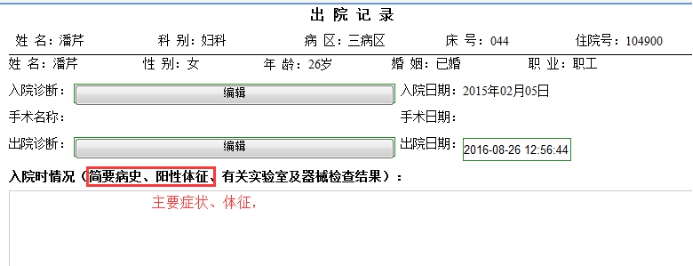 出 院 记 录
姓 名：潘芹 科 别：妇科 病 区：三病区 床 号：044 住院号：104900
姓 名：潘芹 性 别：女 年 龄：26岁 婚 姻：已婚 职 业：职工
入院诊断： 编辑 入院日期：2015年02月05日
手术名称： 手术日期：
出院诊断： 编辑 出院日期：2016-08-26 12:56:44
入院时情况（简要病史、阳性体征、有关实验室及器械检查结果）：
主要症状、体征，